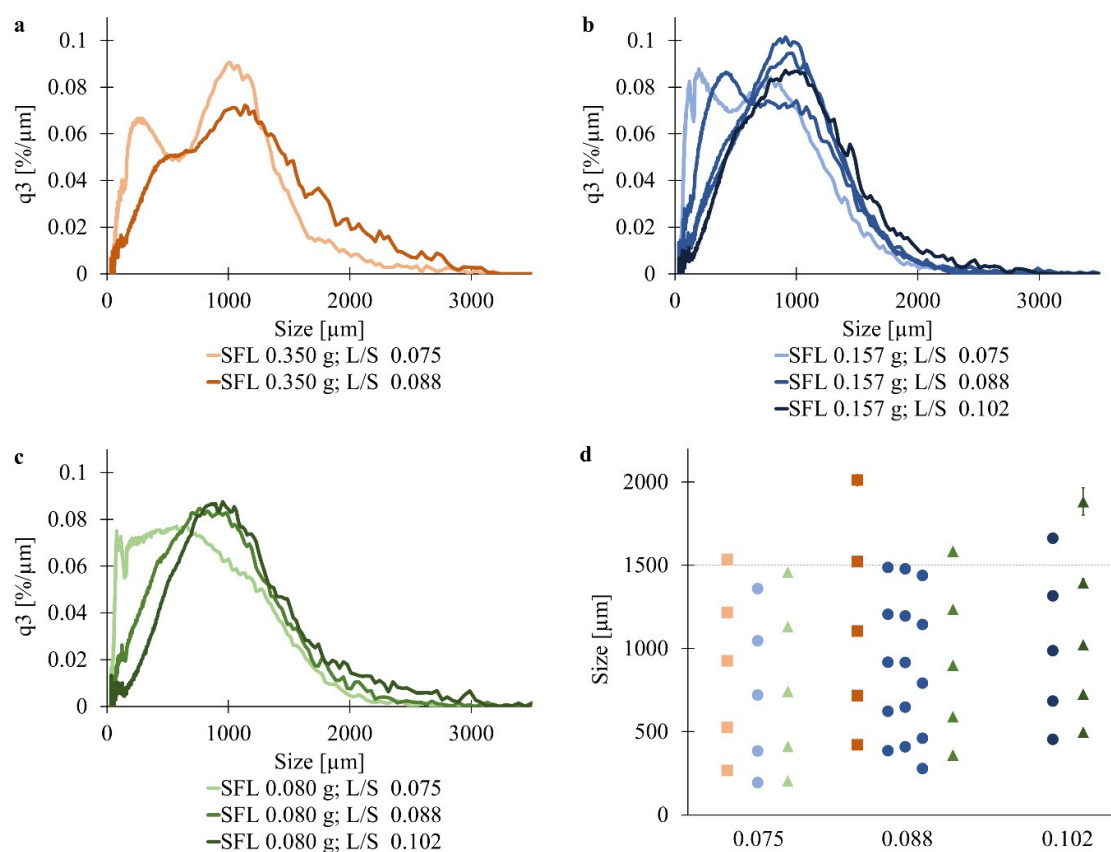 a
0.1
0.08
0.06
0.04
0.02
0
q3 [%/µm]
0 1000 2000 3000
Size [µm]
SFL 0.350 g; L/S 0.075
SFL 0.350 g; L/S 0.088
b
0.1
0.08
0.06
0.04
0.02
0
q3 [%/µm]
0 1000 2000 3000
Size [µm]
SFL 0.157 g; L/S 0.075
SFL 0.157 g; L/S 0.088
SFL 0.157 g; L/S 0.102
c
0.1
0.08
0.06
0.04
0.02
0
q3 [%/µm]
0 1000 2000 3000
Size [µm]
SFL 0.080 g; L/S 0.075
SFL 0.080 g; L/S 0.088
SFL 0.080 g; L/S 0.102
d
2000
1500
1000
500
0
Size [µm]
0.075 0.088 0.102